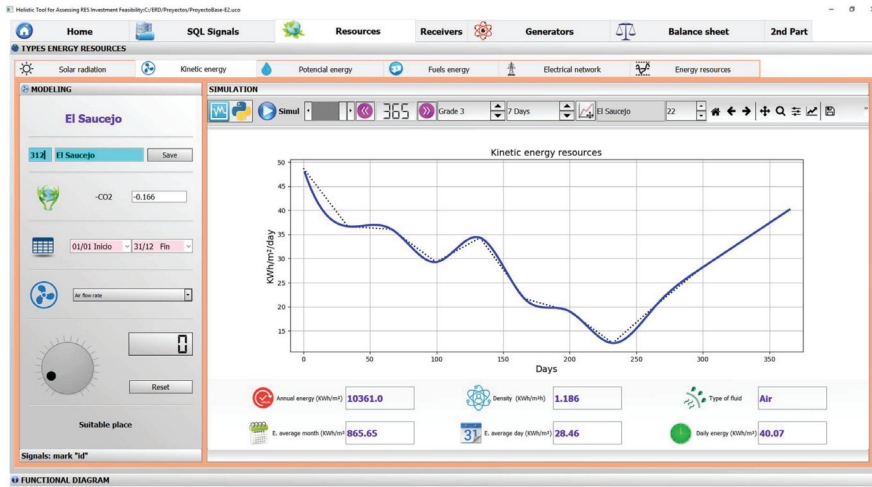 Holistic Tool for Assessing RES Investment Feasibility:C:/ERD/Proyectos/ProyectoBase-E2.uco
Home SQL Signals Resources Receivers Generators Balance sheet 2nd Part
TYPES ENERGY RESOURCES
Solar radiation Kinetic energy Potencial energy Fuels energy Electrical network Energy resources
MODELING
SIMULATION
Simul 365 Grade 3 7 Days El Saucejo 22
El Saucejo
312 El Saucejo Save
-CO2 -0.166
01/01 Inicio 31/12 Fin
Air flow rate
0
Reset
Suitable place
Signals: mark "id"
Kinetic energy resources
KWh/m²/day
50
45
40
35
30
25
20
15
0 50 100 150 200 250 300 350
Days
Annual energy (KWh/m²) 10361.0 Density (KWh/m²h) 1.186 Type of fluid Air
E. average month (KWh/m² 865.65 31 E. average day (KWh/m²) 28.46 Daily energy (KWh/m²) 40.07
FUNCTIONAL DIAGRAM